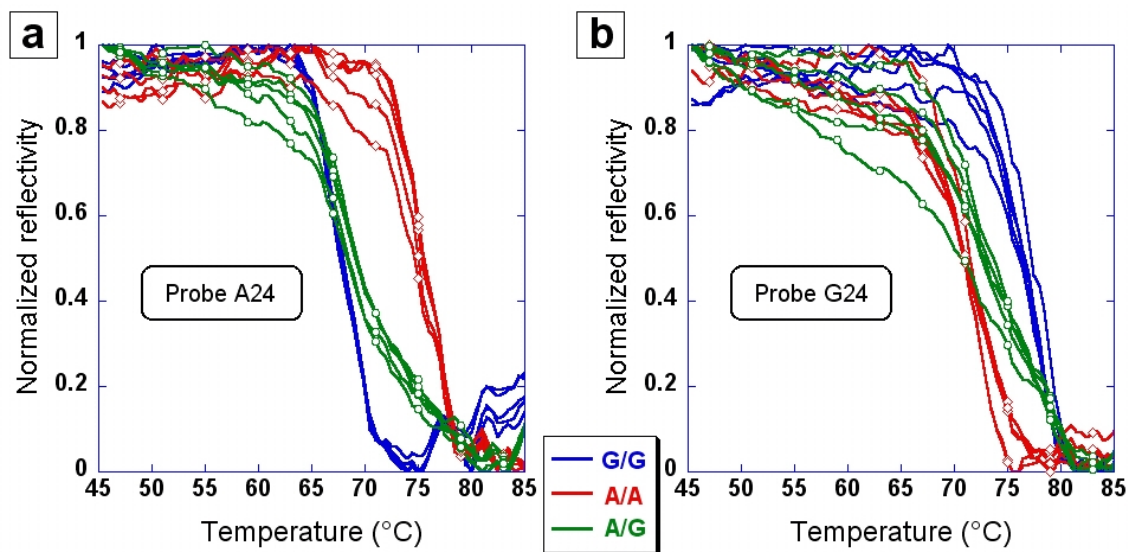 a
Normalized reflectivity
1
0.8
0.6
0.4
0.2
0
Probe A24
45 50 55 60 65 70 75 80 85
Temperature (°C)
b
Normalized reflectivity
1
0.8
0.6
0.4
0.2
0
Probe G24
45 50 55 60 65 70 75 80 85
Temperature (°C)
G/G
A/A
A/G